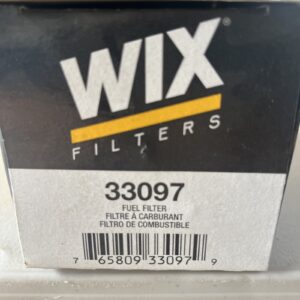 WIX®
FILTERS
33097
FUEL FILTER
FILTRE À CARBURANT
FILTRO DE COMBUSTIBLE
7 65809 33097 9